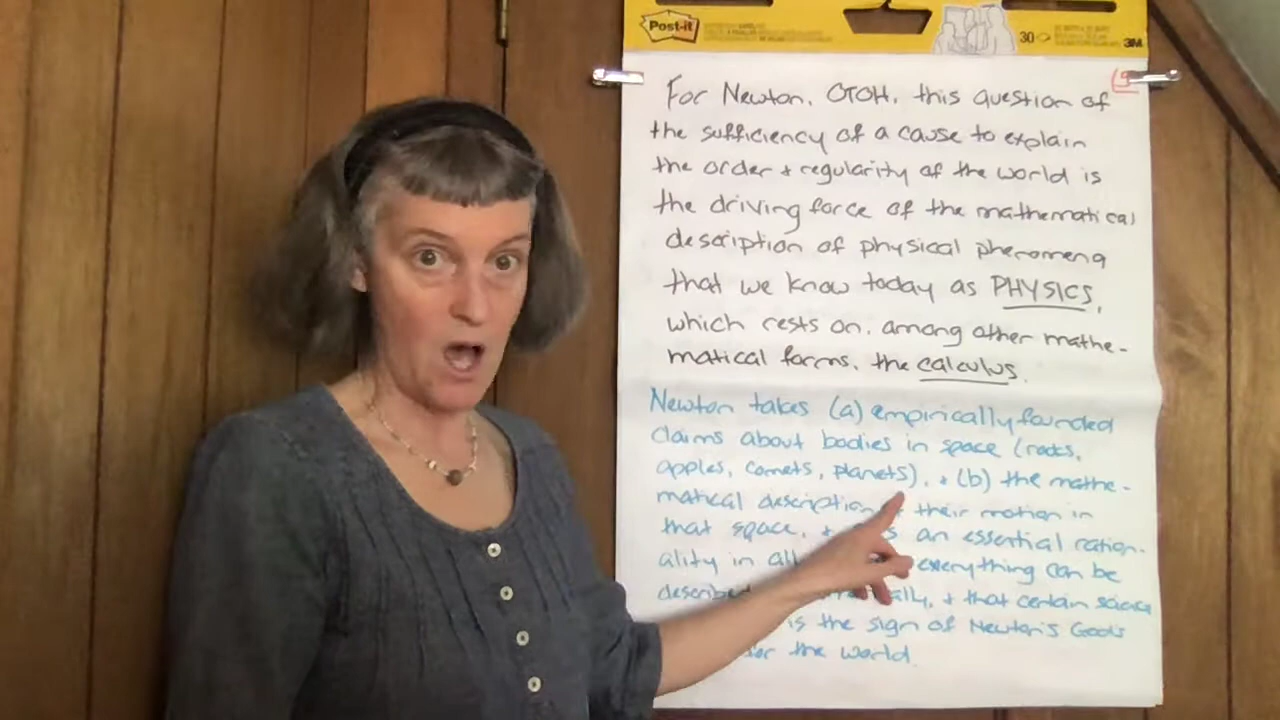 Post-it
30
3M
For Newton, OTOH, this question of
the sufficiency of a cause to explain
the order + regularity of the world is
the driving force of the mathematical
description of physical phenomena
that we know today as PHYSICS,
which rests on, among other mathe-
matical forms, the calculus.
Newton takes (a) empirically founded
claims about bodies in space (rocks,
apples, comets, planets), + (b) the mathe-
matical description their motion in
that space, + an essential ration-
ality in all everything can be
described ally, + that certain
is the sign of Newton's God's
the world.